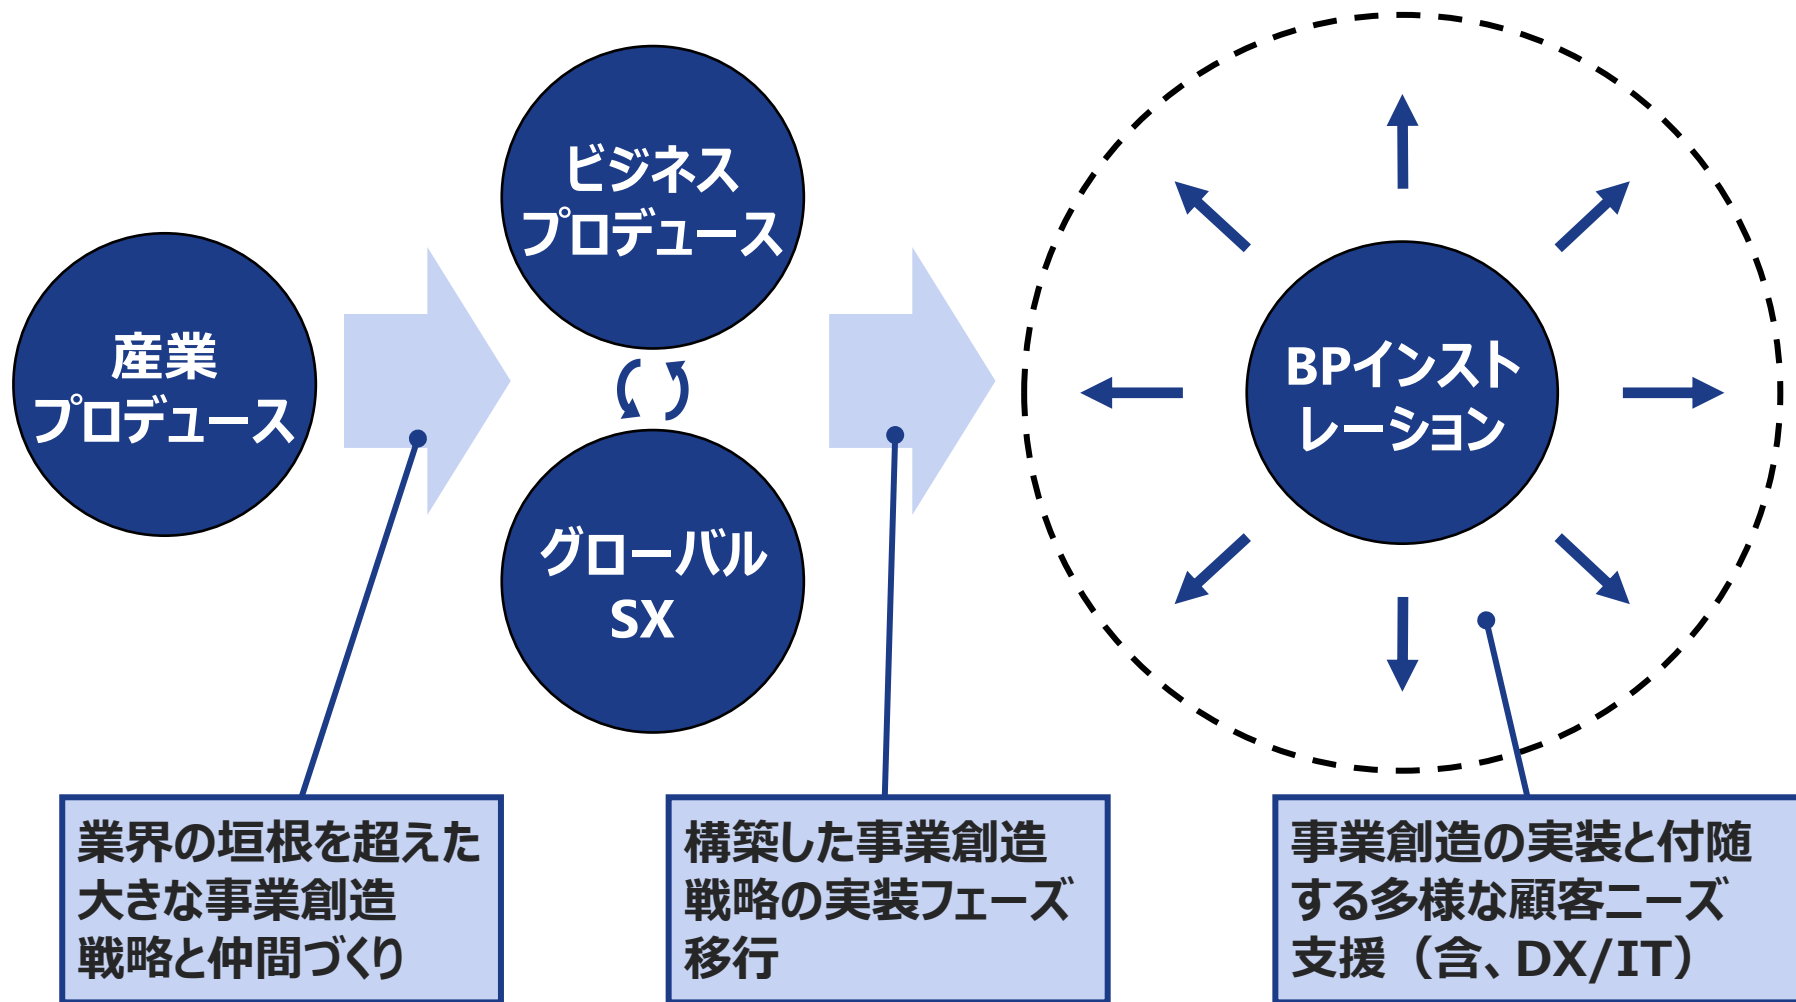 産業
プロデュース
ビジネス
プロデュース
グローバル
SX
BPインスト
レーション
業界の垣根を超えた
大きな事業創造
戦略と仲間づくり
構築した事業創造
戦略の実装フェーズ
移行
事業創造の実装と付随
する多様な顧客ニーズ
支援（含、DX/IT）